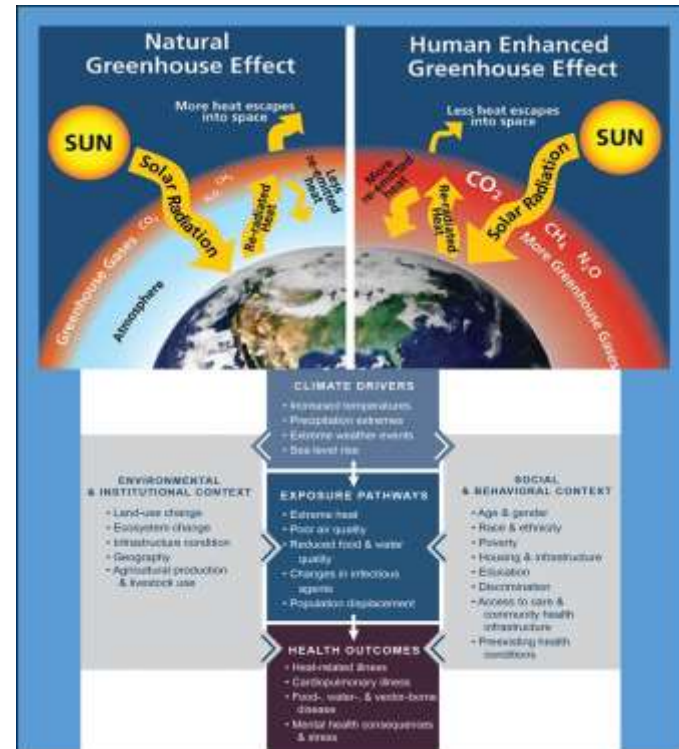 Natural
Greenhouse Effect
More heat escapes
into space
SUN
Solar Radiation
Re-radiated
Heat
Less
re-emitted
heat
CH₄
N₂O
CO₂
Greenhouse Gates
Atmosphere
Human Enhanced
Greenhouse Effect
Less heat escapes
into space
SUN
Solar Radiation
More
re-emitted
heat
Re-radiated
Heat
CO₂
CH₄ N₂O
More Greenhouse Gases
CLIMATE DRIVERS
• Increased temperatures
• Precipitation extremes
• Extreme weather events
• Sea level rise
ENVIRONMENTAL
& INSTITUTIONAL CONTEXT
• Land-use change
• Ecosystem change
• Infrastructure condition
• Geography
• Agricultural production
& livestock use
EXPOSURE PATHWAYS
• Extreme heat
• Poor air quality
• Reduced food & water
quality
• Changes in infectious
agents
• Population displacement
SOCIAL
& BEHAVIORAL CONTEXT
• Age & gender
• Race & ethnicity
• Poverty
• Housing & infrastructure
• Education
• Discrimination
• Access to care &
community health
infrastructure
• Preexisting health
conditions
HEALTH OUTCOMES
• Heat-related illness
• Cardiopulmonary illness
• Food-, water-, & vector-borne
disease
• Mental health consequences
& stress